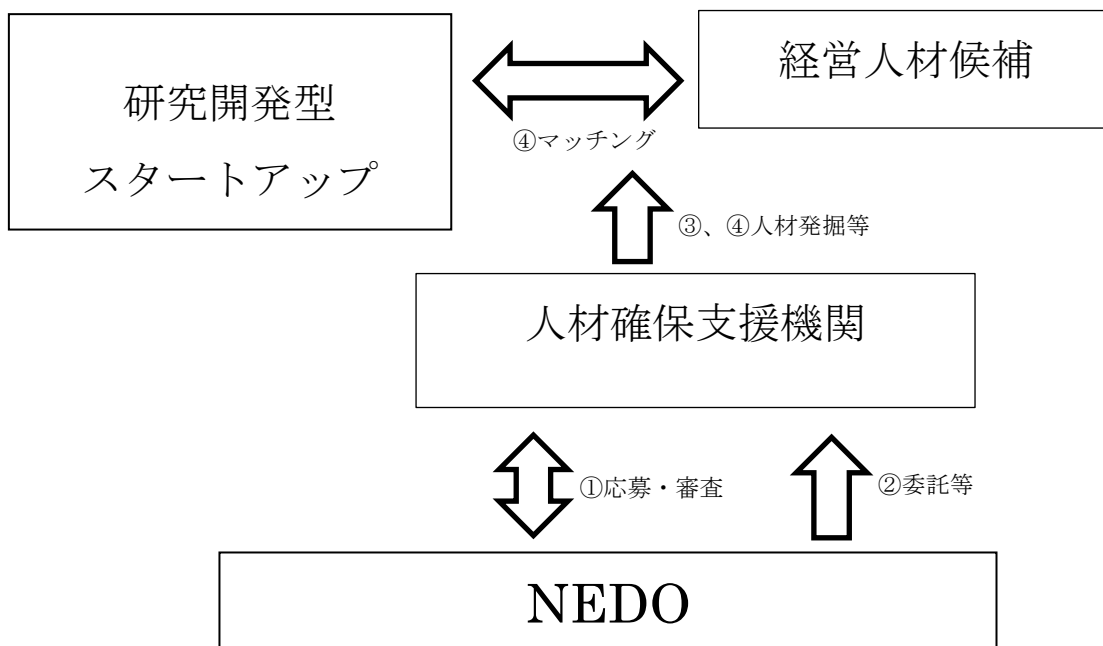 研究開発型
スタートアップ
経営人材候補
④マッチング
③、④人材発掘等
人材確保支援機関
①応募・審査
②委託等
NEDO